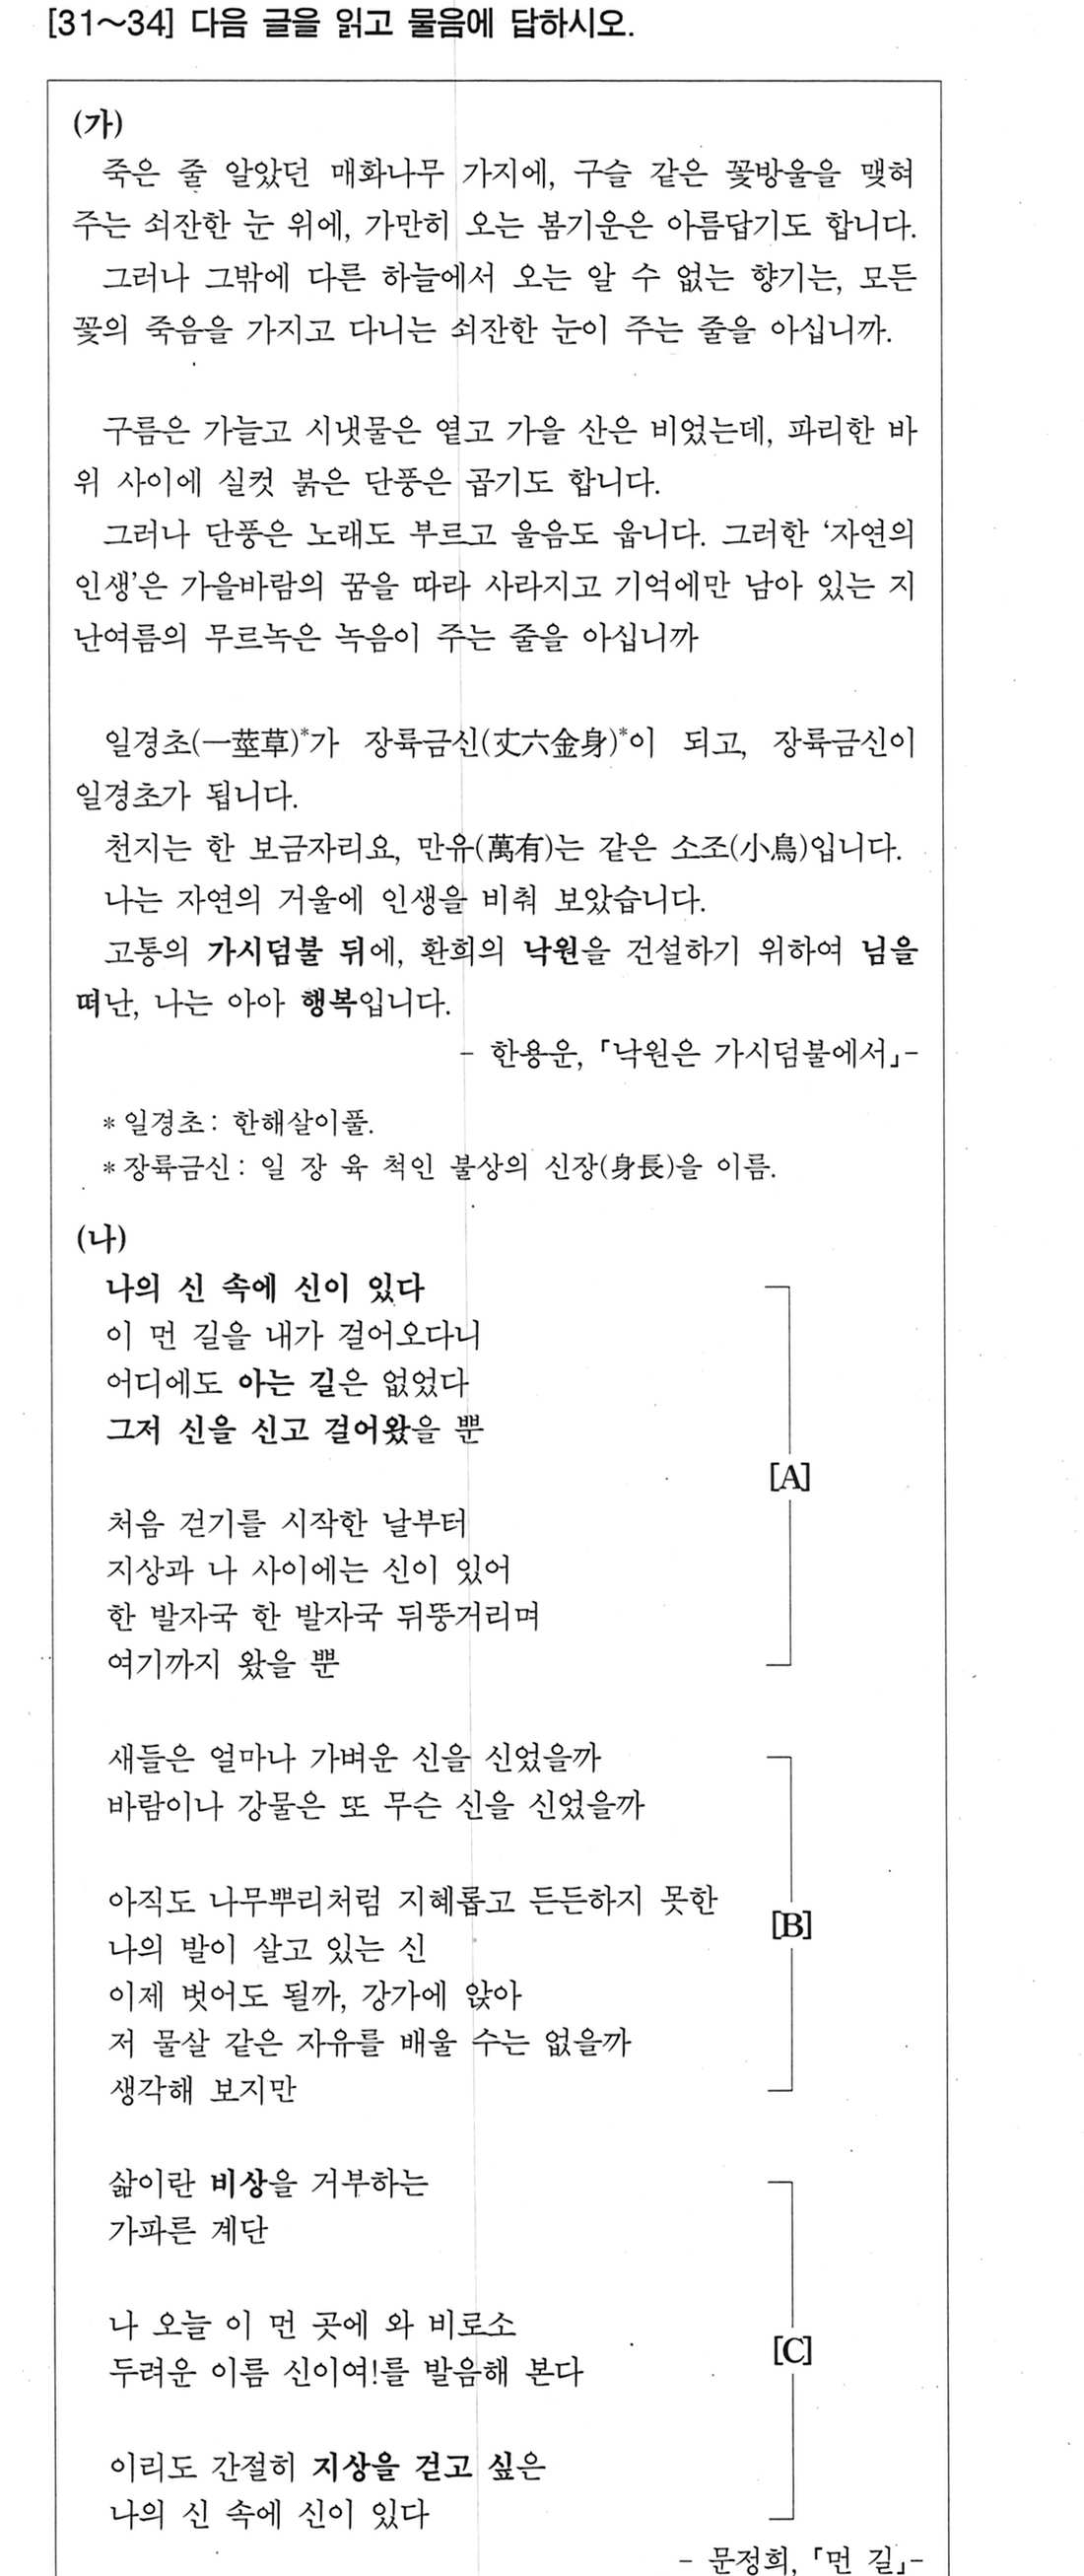 [31～34] 다음 글을 읽고 물음에 답하시오.
(가)
죽은 줄 알았던 매화나무 가지에, 구슬 같은 꽃방울을 맺혀
주는 쇠잔한 눈 위에, 가만히 오는 봄기운은 아름답기도 합니다.
그러나 그밖에 다른 하늘에서 오는 알 수 없는 향기는, 모든
꽃의 죽음을 가지고 다니는 쇠잔한 눈이 주는 줄을 아십니까.
구름은 가늘고 시냇물은 옅고 가을 산은 비었는데, 파리한 바
위 사이에 실컷 붉은 단풍은 곱기도 합니다.
그러나 단풍은 노래도 부르고 울음도 웁니다. 그러한 ‘자연의
인생’은 가을바람의 꿈을 따라 사라지고 기억에만 남아 있는 지
난여름의 무르녹은 녹음이 주는 줄을 아십니까
일경초(一莖草)*가 장륙금신(丈六金身)*이 되고, 장륙금신이
일경초가 됩니다.
천지는 한 보금자리요, 만유(萬有)는 같은 소조(小鳥)입니다.
나는 자연의 거울에 인생을 비춰 보았습니다.
고통의 가시덤불 뒤에, 환희의 낙원을 건설하기 위하여 님을
떠난, 나는 아아 행복입니다.
- 한용운, 「낙원은 가시덤불에서」-
* 일경초 : 한해살이풀.
* 장륙금신 : 일 장 육 척인 불상의 신장(身長)을 이름.
(나)
나의 신 속에 신이 있다
이 먼 길을 내가 걸어오다니
어디에도 아는 길은 없었다
그저 신을 신고 걸어왔을 뿐
[A]
처음 걷기를 시작한 날부터
지상과 나 사이에는 신이 있어
한 발자국 한 발자국 뒤뚱거리며
여기까지 왔을 뿐
새들은 얼마나 가벼운 신을 신었을까
바람이나 강물은 또 무슨 신을 신었을까
아직도 나무뿌리처럼 지혜롭고 든든하지 못한
[B]
나의 발이 살고 있는 신
이제 벗어도 될까, 강가에 앉아
저 물살 같은 자유를 배울 수는 없을까
생각해 보지만
삶이란 비상을 거부하는
가파른 계단
나 오늘 이 먼 곳에 와 비로소
[C]
두려운 이름 신이여!를 발음해 본다
이리도 간절히 지상을 걷고 싶은
나의 신 속에 신이 있다
- 문정희, 「먼 길」-